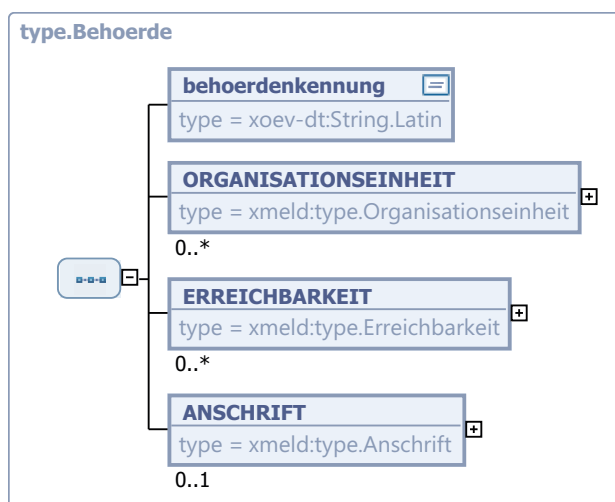 type.Behoerde
behoerdenkennung
type = xoev-dt:String.Latin
ORGANISATIONSEINHEIT
type = xmeld:type.Organisationseinheit
0..*
ERREICHBARKEIT
type = xmeld:type.Erreichbarkeit
0..*
ANSCHRIFT
type = xmeld:type.Anschrift
0..1